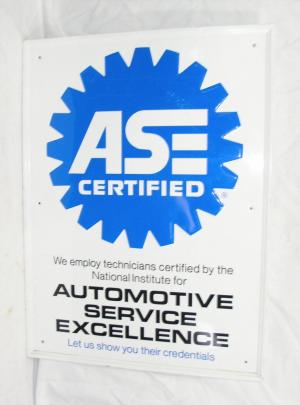 ASE
CERTIFIED
®
We employ technicians certified by the
National Institute for
AUTOMOTIVE
SERVICE
EXCELLENCE
Let us show you their credentials